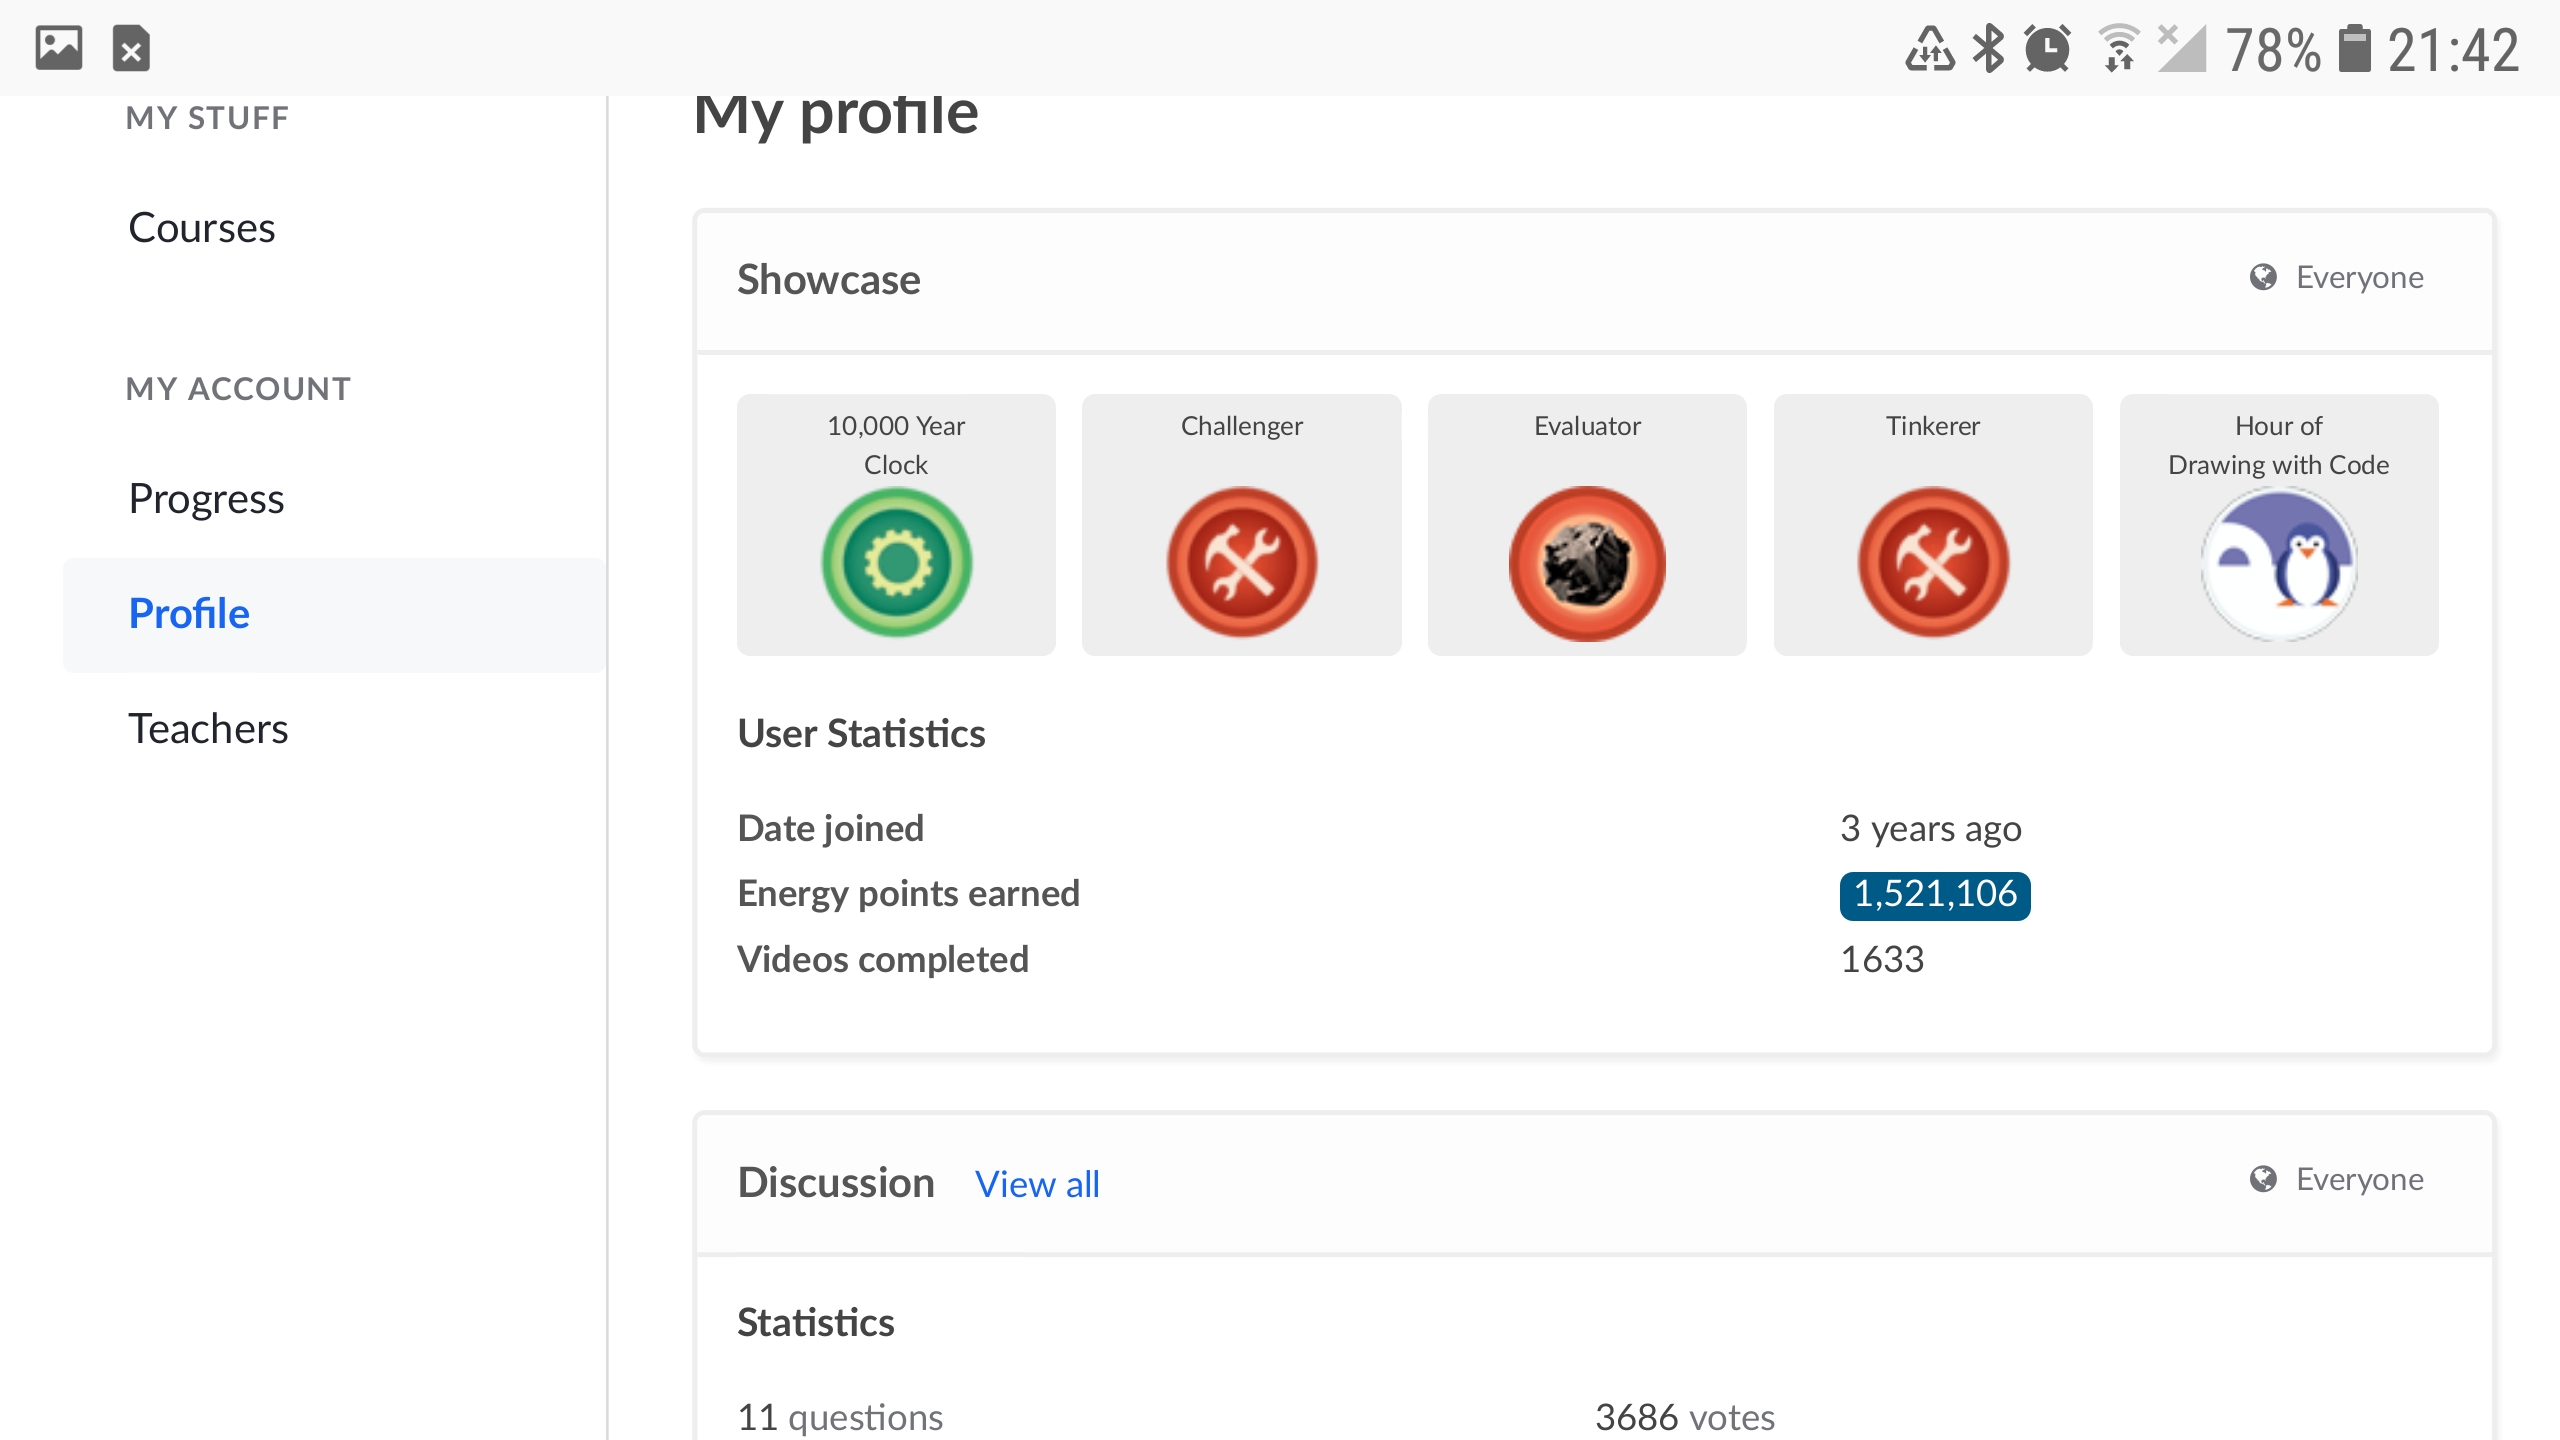 78% 21:42
MY STUFF
Courses
MY ACCOUNT
Progress
Profile
Teachers
My profile
Showcase
Everyone
10,000 Year
Clock
Challenger
Evaluator
Tinkerer
Hour of
Drawing with Code
User Statistics
Date joined 3 years ago
Energy points earned 1,521,106
Videos completed 1633
Discussion View all
Everyone
Statistics
11 questions 3686 votes